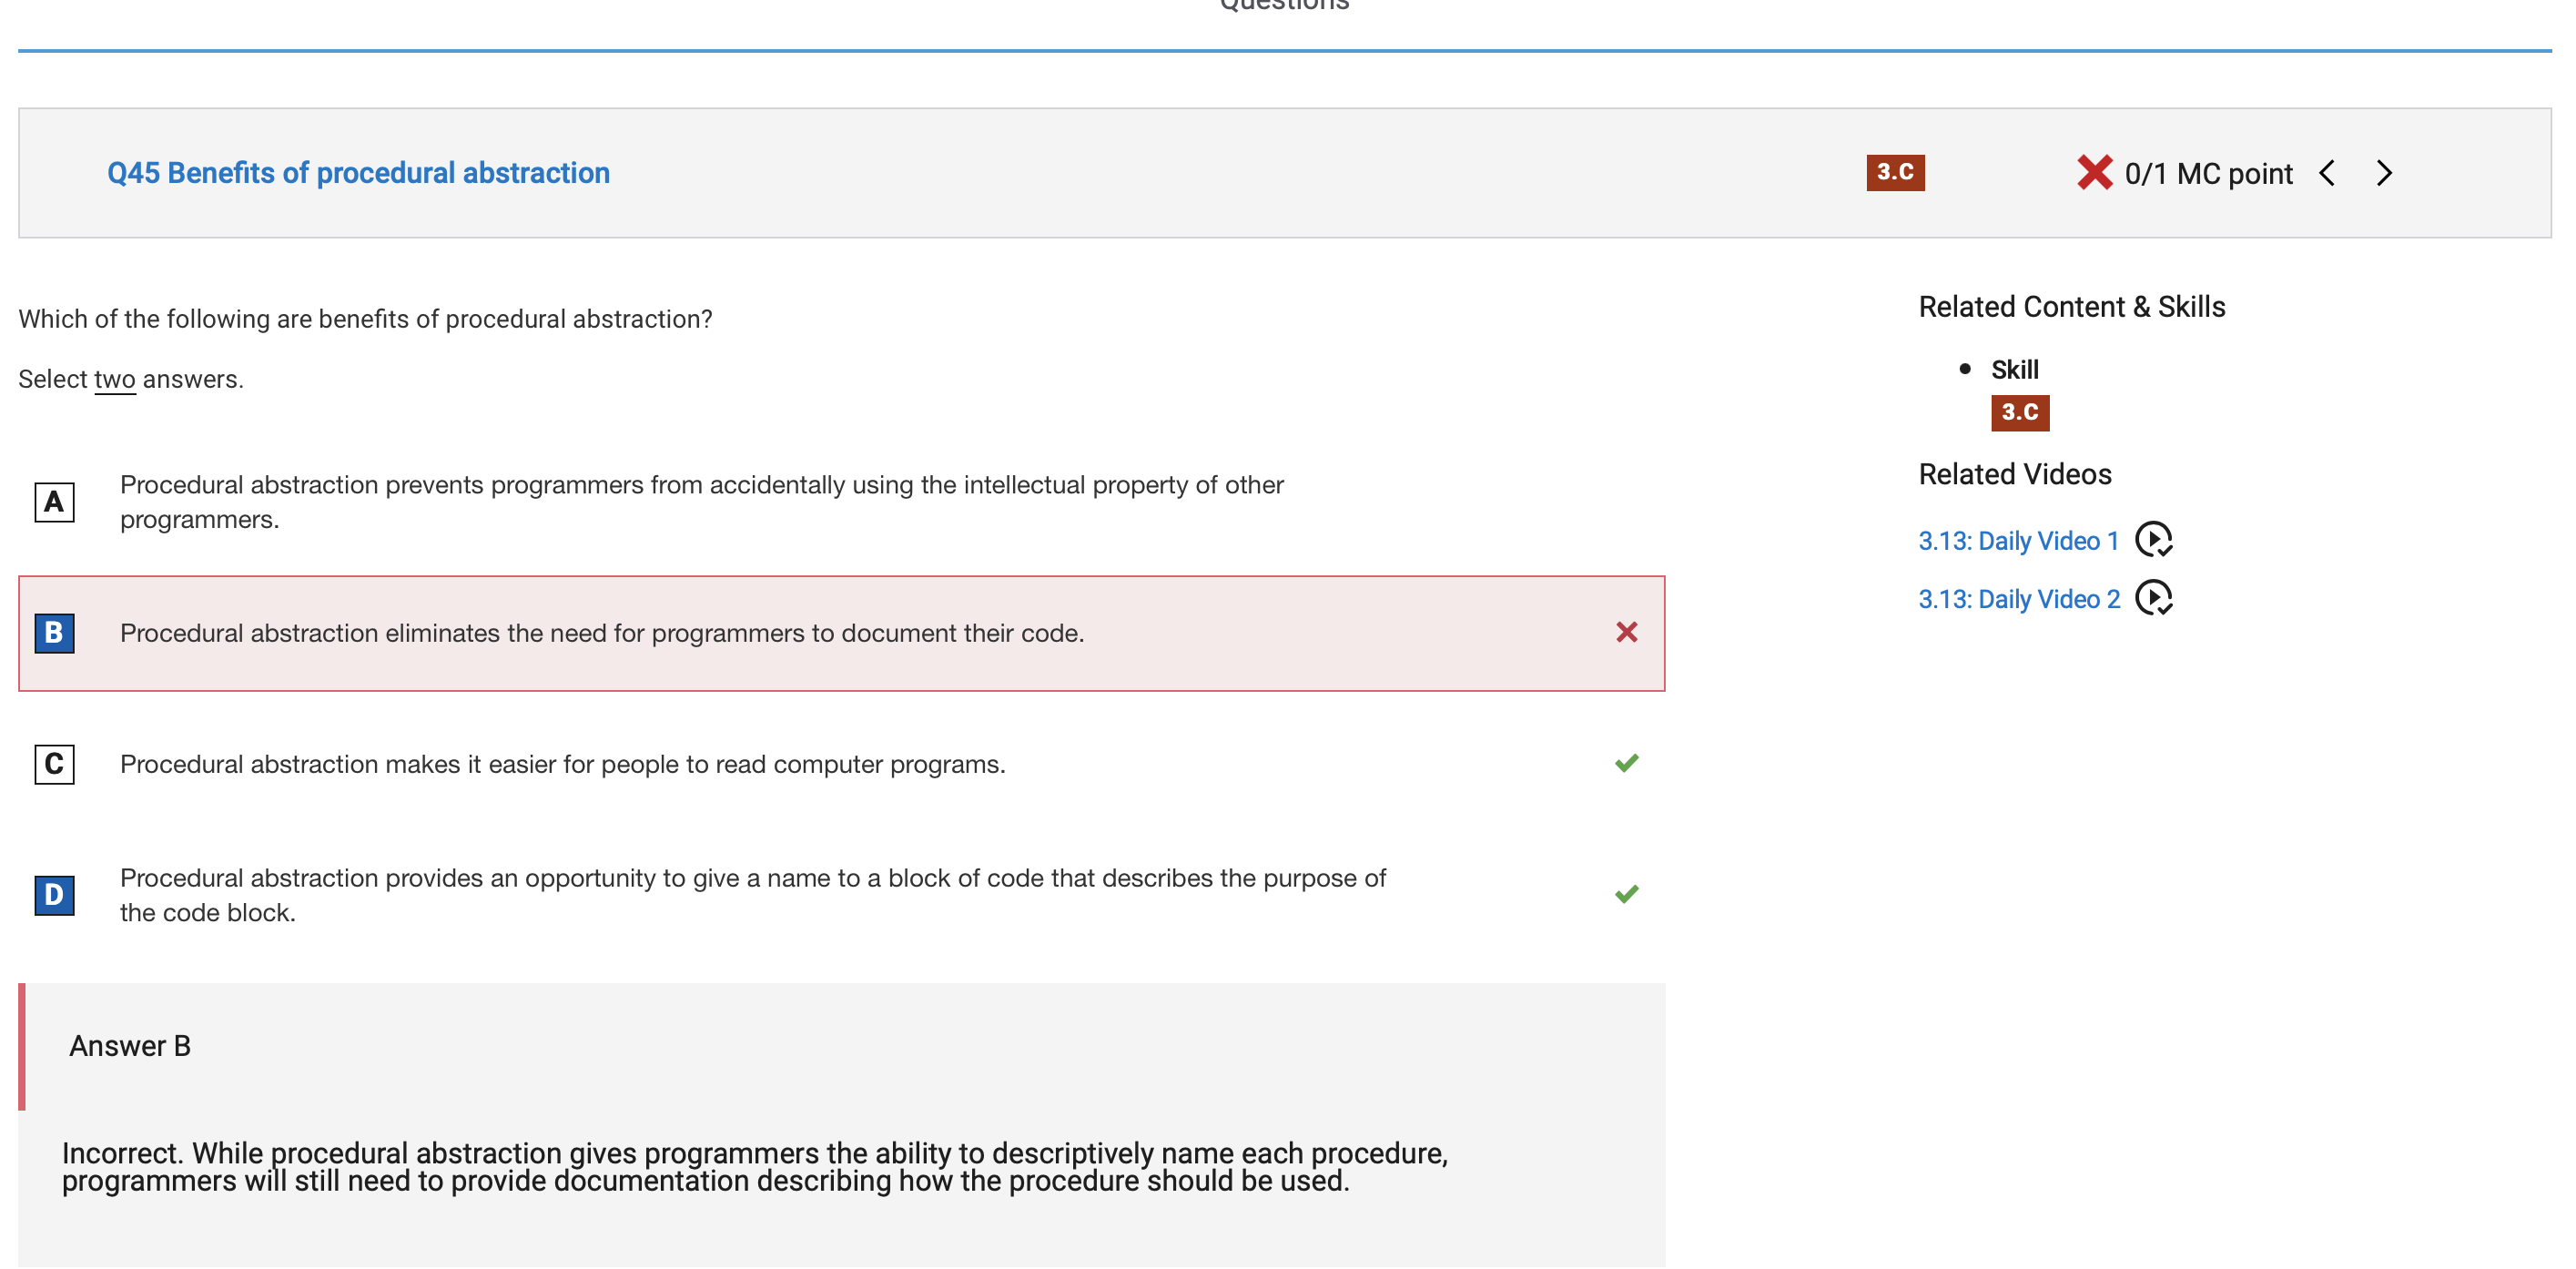 Questions
Q45 Benefits of procedural abstraction
3.C
0/1 MC point
Which of the following are benefits of procedural abstraction?
Select two answers.
A
Procedural abstraction prevents programmers from accidentally using the intellectual property of other
programmers.
B
Procedural abstraction eliminates the need for programmers to document their code.
C
Procedural abstraction makes it easier for people to read computer programs.
D
Procedural abstraction provides an opportunity to give a name to a block of code that describes the purpose of
the code block.
Answer B
Incorrect. While procedural abstraction gives programmers the ability to descriptively name each procedure,
programmers will still need to provide documentation describing how the procedure should be used.
Related Content & Skills
Skill
3.C
Related Videos
3.13: Daily Video 1
3.13: Daily Video 2